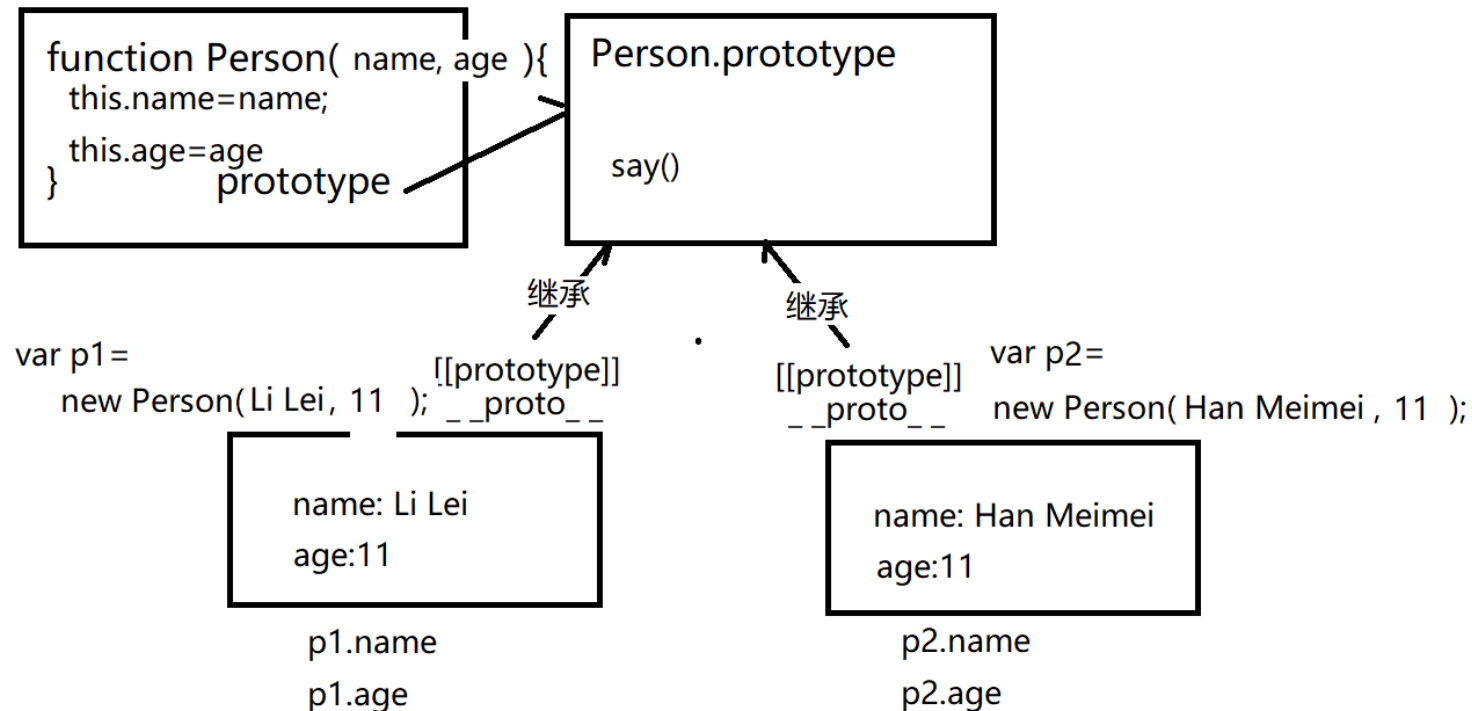 function Person( name, age ){
this.name=name;
this.age=age
}
prototype
Person.prototype
say()
继承
继承
var p1=
new Person( Li Lei, 11 );
[[prototype]]
_ _proto_ _
[[prototype]]
_ _proto_ _
var p2=
new Person( Han Meimei , 11 );
name: Li Lei
age:11
name: Han Meimei
age:11
p1.name
p1.age
p2.name
p2.age